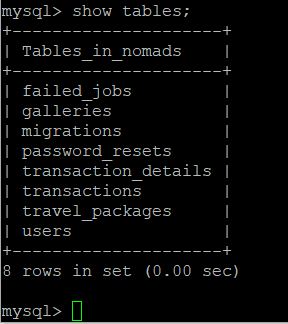 mysql> show tables;
+---------------------+
| Tables_in_nomads    |
+---------------------+
| failed_jobs         |
| galleries           |
| migrations          |
| password_resets     |
| transaction_details |
| transactions        |
| travel_packages     |
| users               |
+---------------------+
8 rows in set (0.00 sec)
mysql>